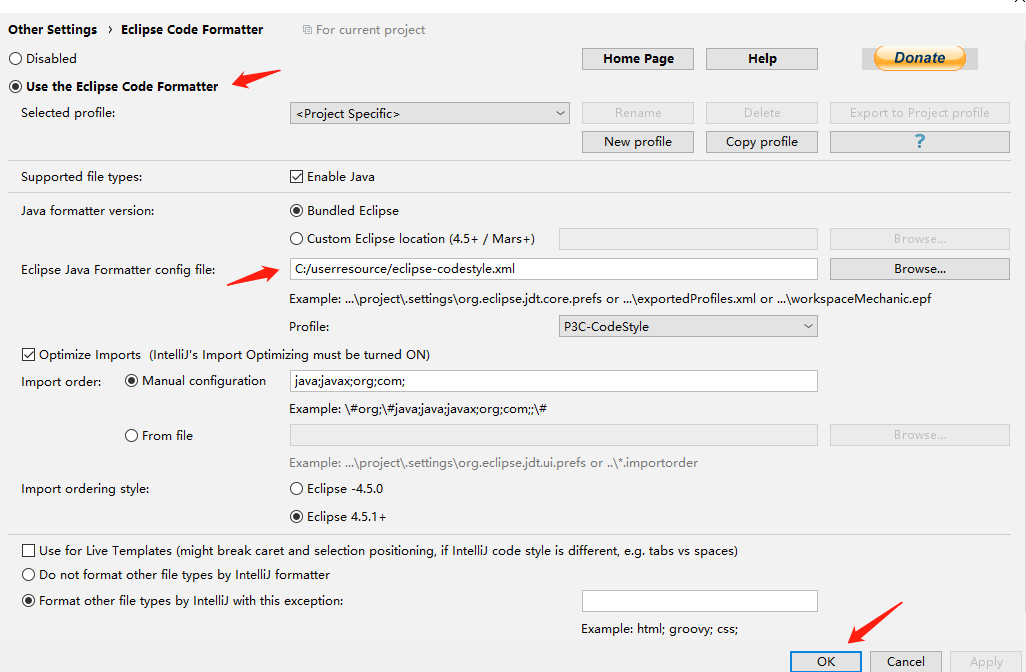 Other Settings › Eclipse Code Formatter For current project
Disabled Home Page Help Donate
Use the Eclipse Code Formatter
Selected profile: <Project Specific> Rename Delete Export to Project profile
New profile Copy profile ?
Supported file types: Enable Java
Java formatter version: Bundled Eclipse
Custom Eclipse location (4.5+ / Mars+) Browse...
Eclipse Java Formatter config file: C:/userresource/eclipse-codestyle.xml Browse...
Example: ...\project\.settings\org.eclipse.jdt.core.prefs or ...\exportedProfiles.xml or ...\workspaceMechanic.epf
Profile: P3C-CodeStyle
Optimize Imports (IntelliJ's Import Optimizing must be turned ON)
Import order: Manual configuration java;javax;org;com;
Example: \#org;\#java;java;javax;org;com;;\#
From file Browse...
Example: ...\project\.settings\org.eclipse.jdt.ui.prefs or ..\*.importorder
Import ordering style: Eclipse -4.5.0
Eclipse 4.5.1+
Use for Live Templates (might break caret and selection positioning, if IntelliJ code style is different, e.g. tabs vs spaces)
Do not format other file types by IntelliJ formatter
Format other file types by IntelliJ with this exception:
Example: html; groovy; css;
OK Cancel Apply